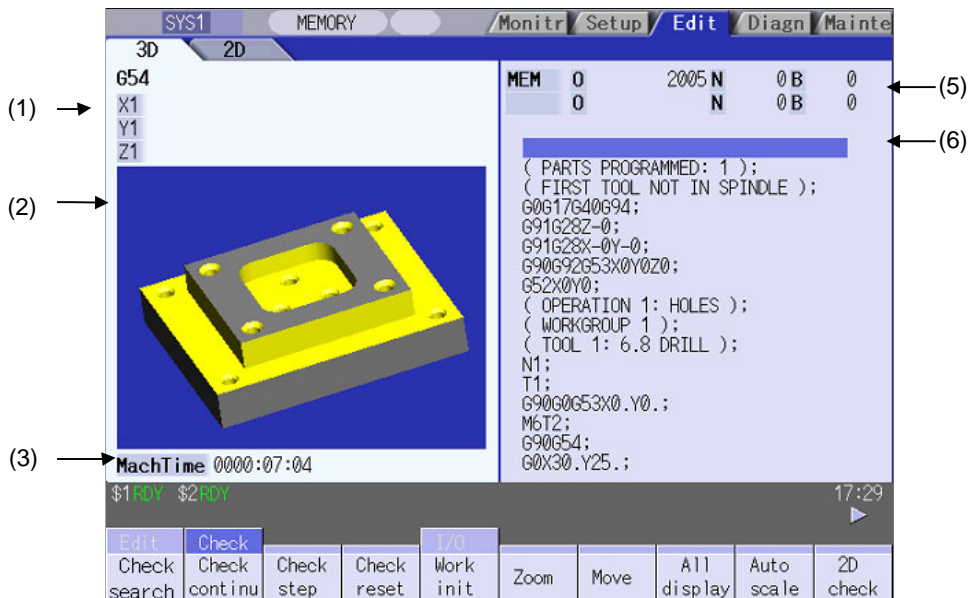 SYS1 MEMORY Monitr Setup Edit Diagn Mainte
3D 2D
G54
X1
Y1
Z1
(1)
(2)
(3)
MachTime 0000:07:04
MEM O 2005 N 0 B 0
O N 0 B 0
(5)
(6)
( PARTS PROGRAMMED: 1 );
( FIRST TOOL NOT IN SPINDLE );
G0G17G40G94;
G91G28Z-0;
G91G28X-0Y-0;
G90G92G53X0Y0Z0;
G52X0Y0;
( OPERATION 1: HOLES );
( WORKGROUP 1 );
( TOOL 1: 6.8 DRILL );
N1;
T1;
G90G0G53X0.Y0.;
M6T2;
G90G54;
G0X30.Y25.;
$1 RDY $2 RDY 17:29
Edit Check I/O
Check search
Check continu
Check step
Check reset
Work init
Zoom
Move
All display
Auto scale
2D check